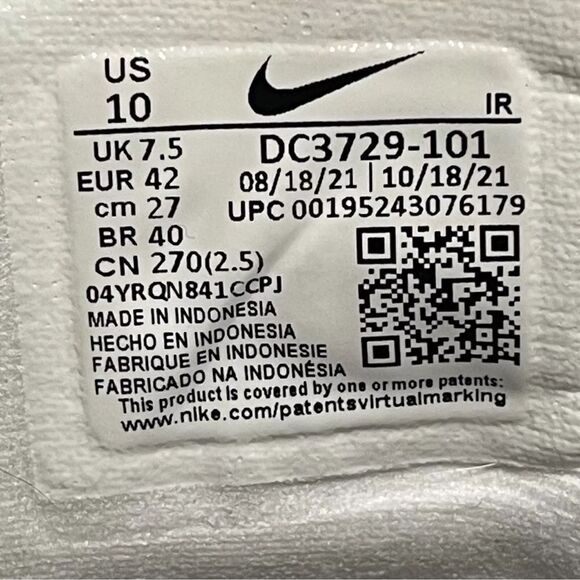 US
10
IR
UK 7.5
DC3729-101
EUR 42
08/18/21 | 10/18/21
cm 27
UPC 00195243076179
BR 40
CN 270(2.5)
04YRQN841CCPJ
MADE IN INDONESIA
HECHO EN INDONESIA
FABRIQUE EN INDONESIE
FABRICADO NA INDONÉSIA
This product is covered by one or more patents:
www.nike.com/patentsvirtualmarking